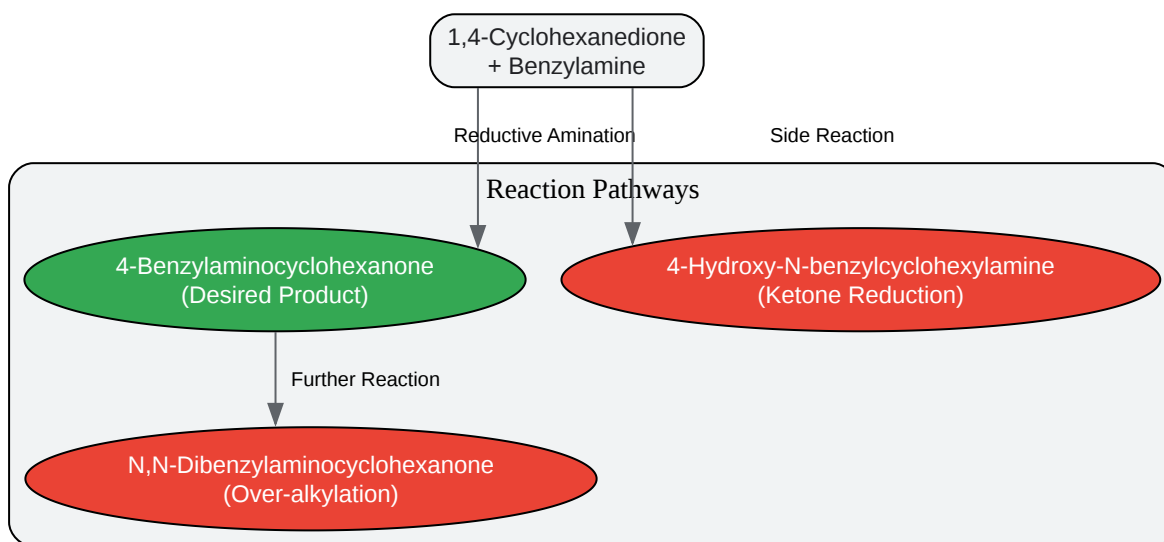 1,4-Cyclohexanedione
+ Benzylamine
Reductive Amination
Side Reaction
Reaction Pathways
4-Benzylaminocyclohexanone
(Desired Product)
4-Hydroxy-N-benzylcyclohexylamine
(Ketone Reduction)
Further Reaction
N,N-Dibenzylaminocyclohexanone
(Over-alkylation)